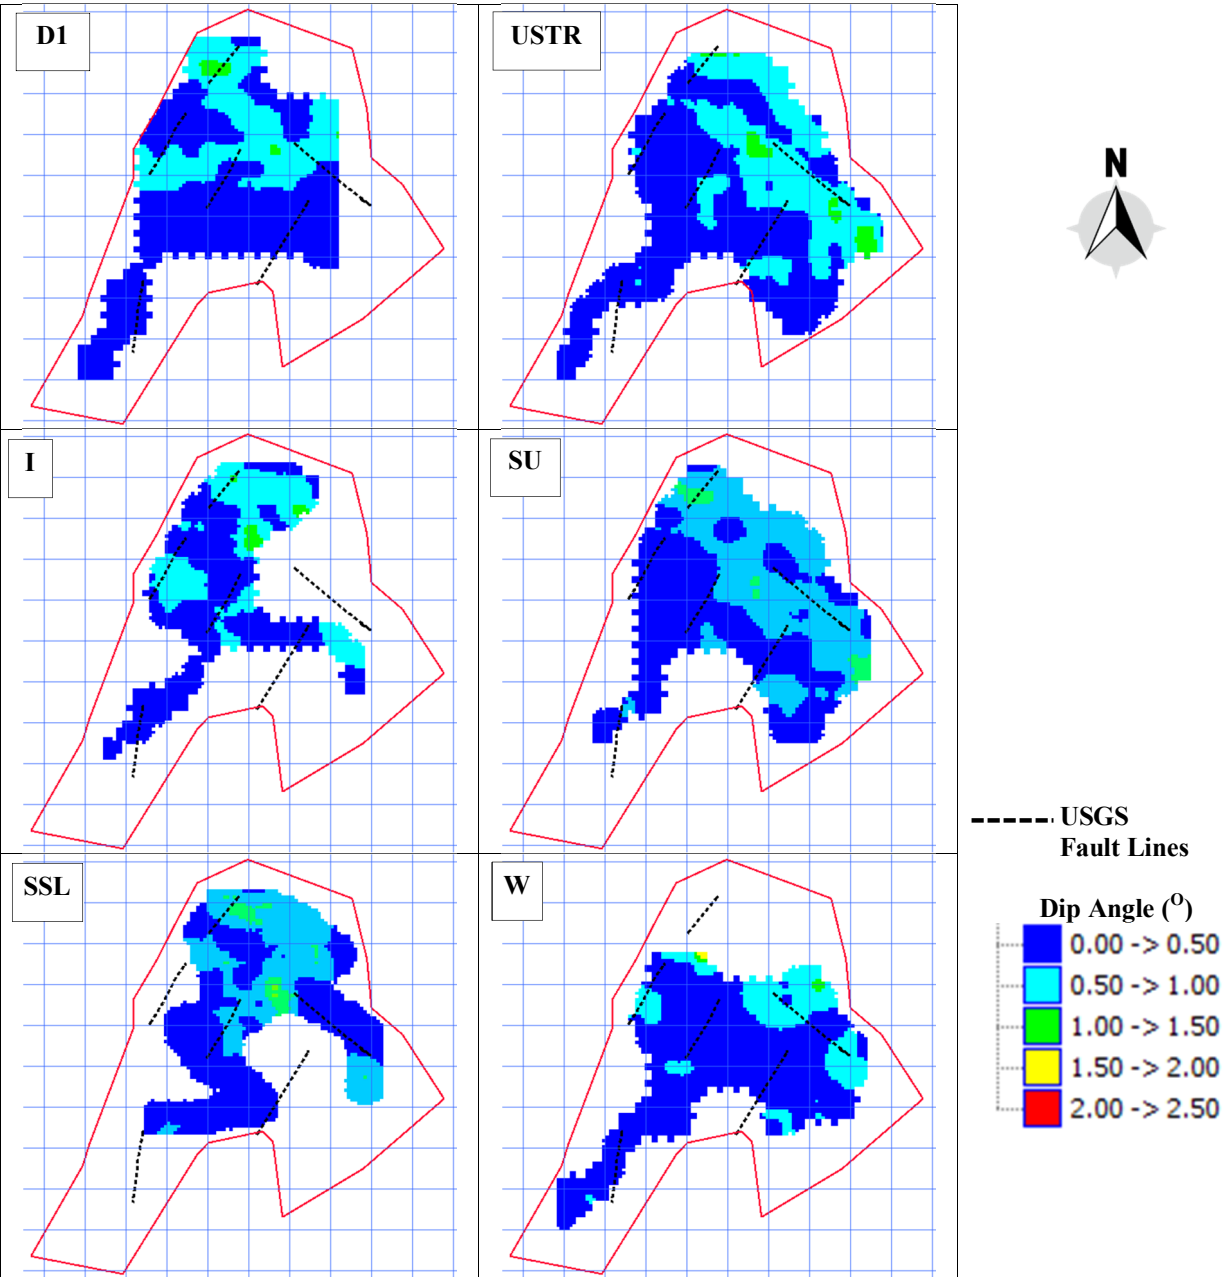 D1
USTR
N
I
SU
USGS
Fault Lines
SSL
W
Dip Angle (ᴼ)
0.00 -> 0.50
0.50 -> 1.00
1.00 -> 1.50
1.50 -> 2.00
2.00 -> 2.50